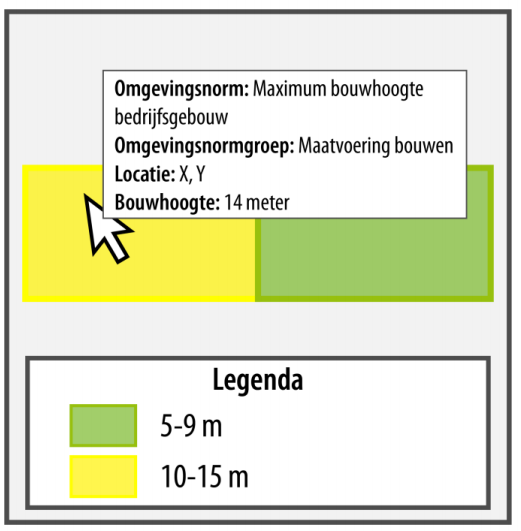 Omgevingsnorm: Maximum bouwhoogte
bedrijfsgebouw
Omgevingsnormgroep: Maatvoering bouwen
Locatie: X, Y
Bouwhoogte: 14 meter
Legenda
5-9 m
10-15 m